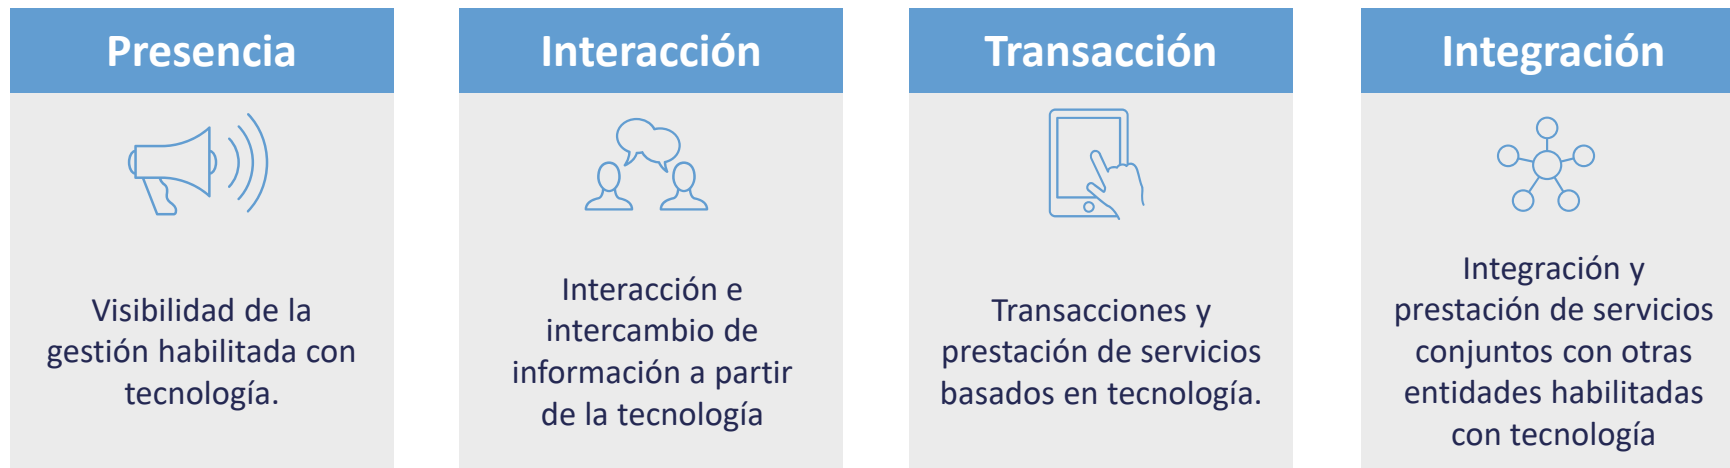 Presencia
Visibilidad de la
gestión habilitada con
tecnología.
Interacción
Interacción e
intercambio de
información a partir
de la tecnología
Transacción
Transacciones y
prestación de servicios
basados en tecnología.
Integración
Integración y
prestación de servicios
conjuntos con otras
entidades habilitadas
con tecnología